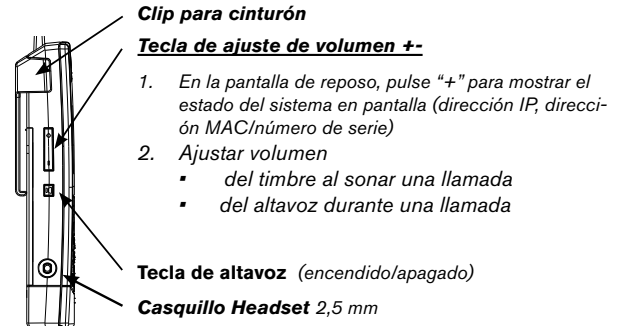 Clip para cinturón
Tecla de ajuste de volumen +-
1. En la pantalla de reposo, pulse “+” para mostrar el
estado del sistema en pantalla (dirección IP, direcci-
ón MAC/número de serie)
2. Ajustar volumen
▪ del timbre al sonar una llamada
▪ del altavoz durante una llamada
Tecla de altavoz (encendido/apagado)
Casquillo Headset 2,5 mm